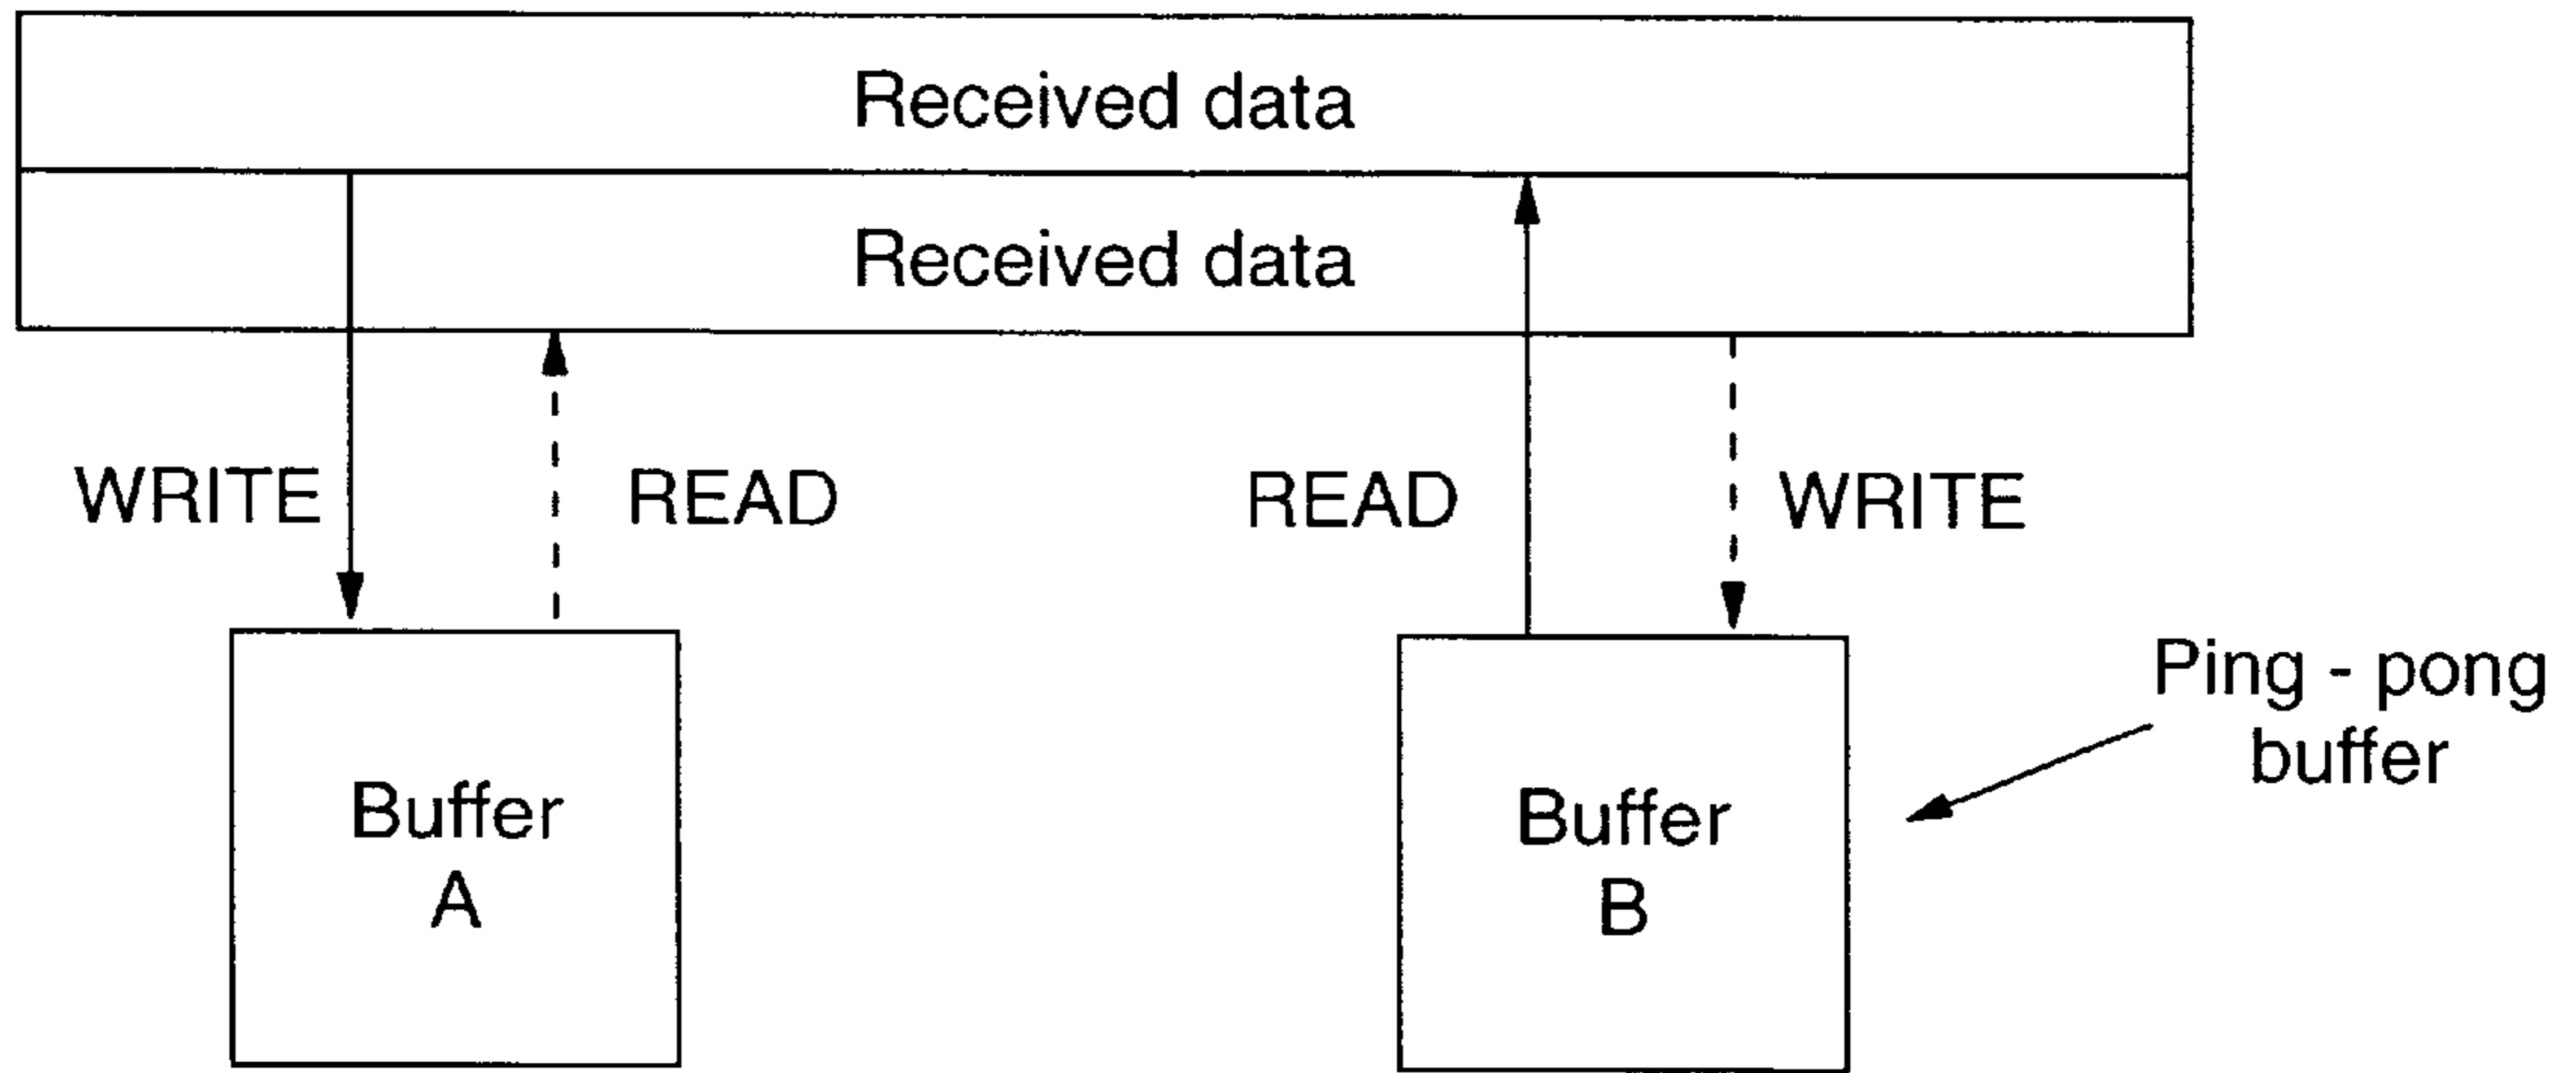 Received data
Received data
WRITE
READ
READ
WRITE
Ping - pong
buffer
Buffer
A
Buffer
B